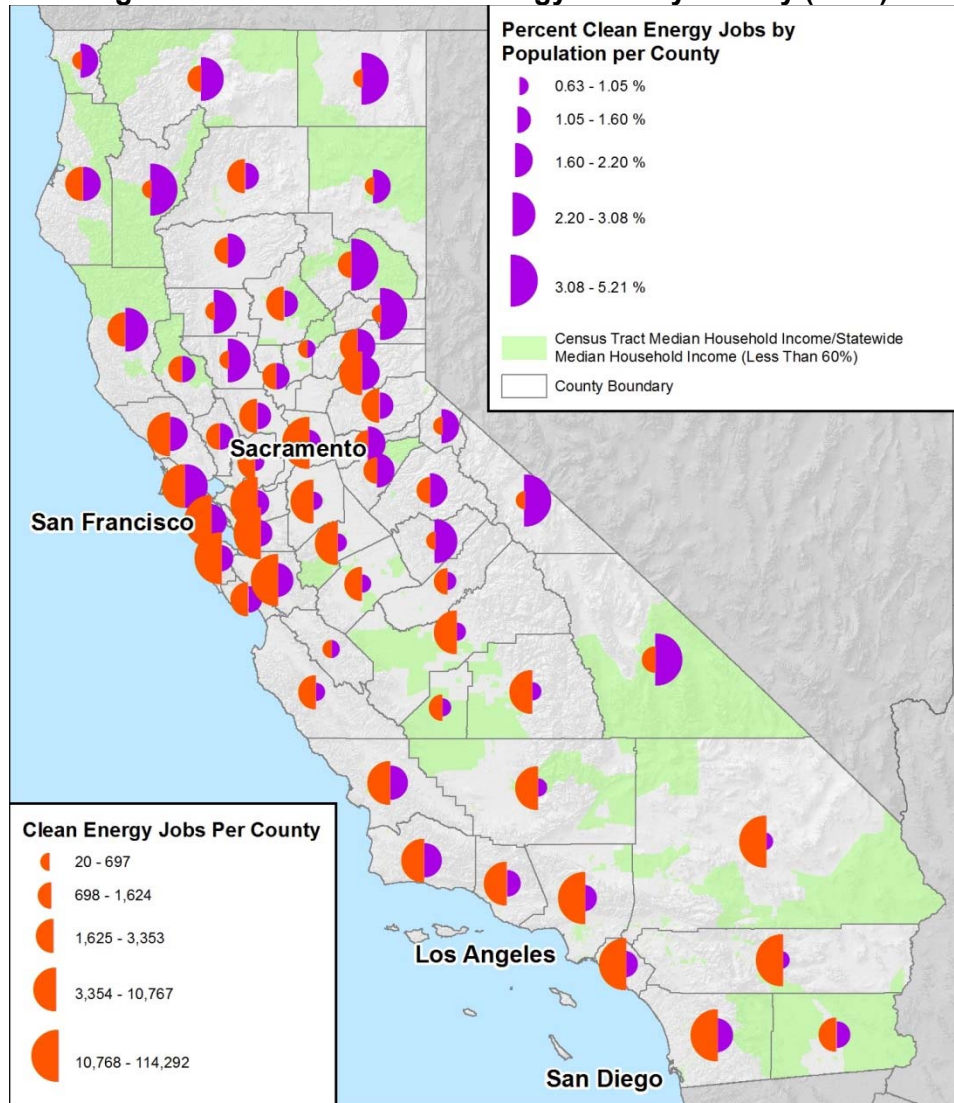 Percent Clean Energy Jobs by
Population per County
0.63 - 1.05 %
1.05 - 1.60 %
1.60 - 2.20 %
2.20 - 3.08 %
3.08 - 5.21 %
Census Tract Median Household Income/Statewide
Median Household Income (Less Than 60%)
County Boundary
Sacramento
San Francisco
Los Angeles
San Diego
Clean Energy Jobs Per County
20 - 697
698 - 1,624
1,625 - 3,353
3,354 - 10,767
10,768 - 114,292